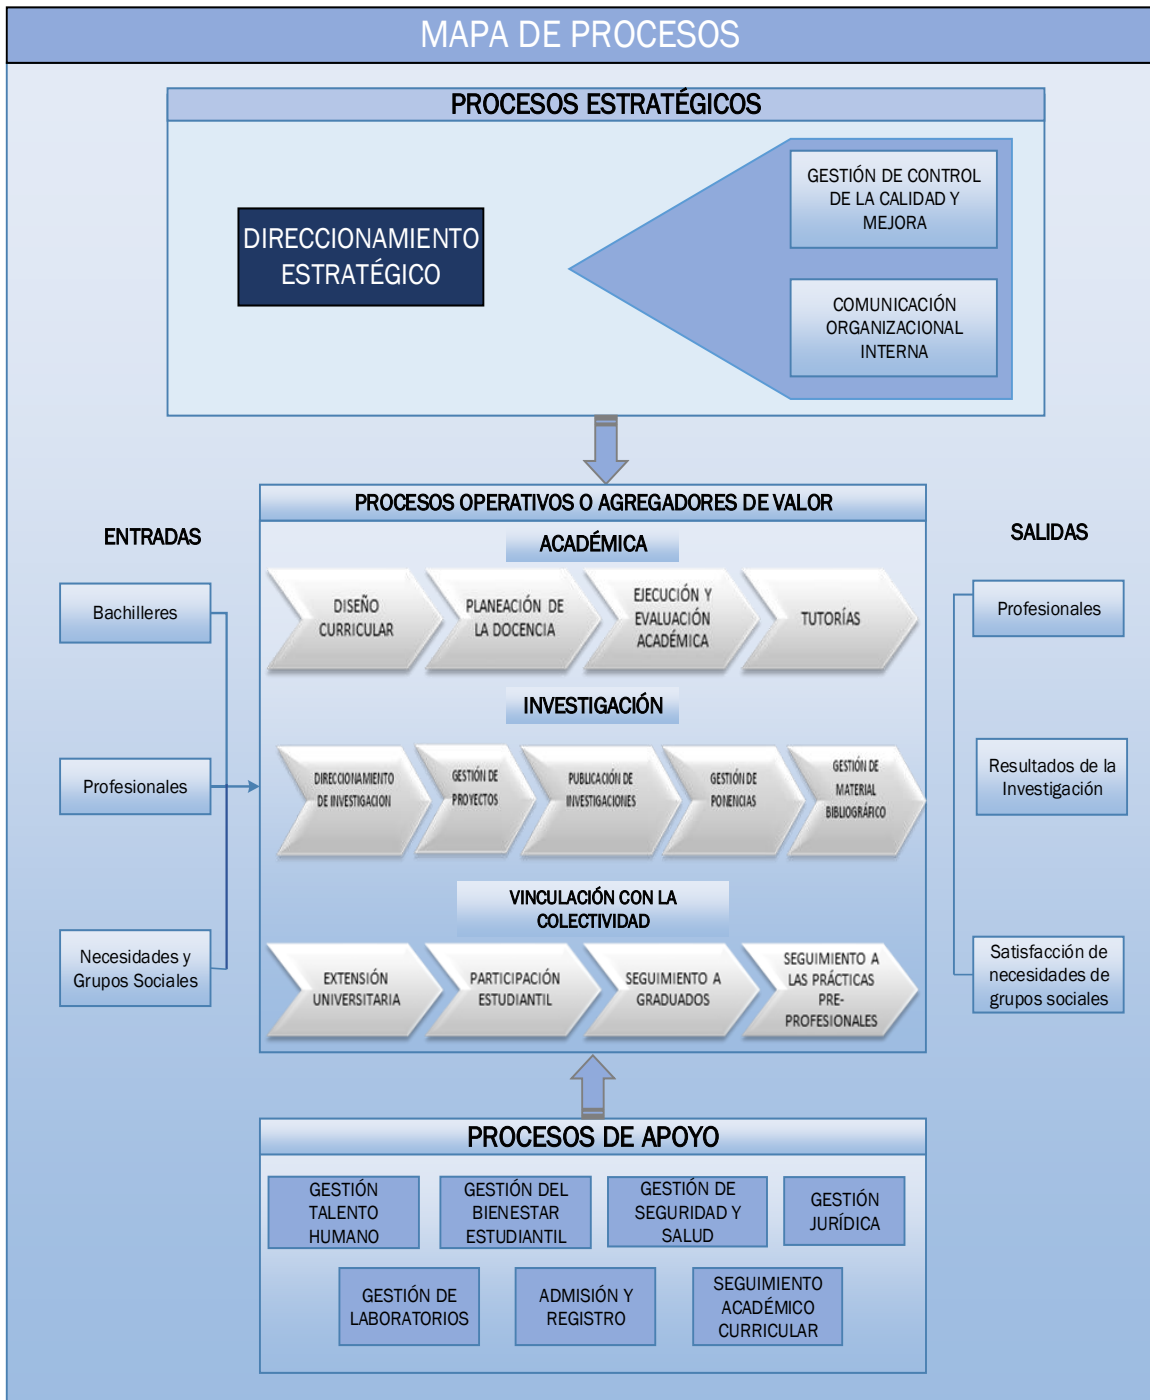 MAPA DE PROCESOS
PROCESOS ESTRATÉGICOS
DIRECCIONAMIENTO
ESTRATÉGICO
GESTIÓN DE CONTROL
DE LA CALIDAD Y
MEJORA
COMUNICACIÓN
ORGANIZACIONAL
INTERNA
PROCESOS OPERATIVOS O AGREGADORES DE VALOR
ENTRADAS
Bachilleres
Profesionales
Necesidades y
Grupos Sociales
ACADÉMICA
DISEÑO
CURRICULAR
PLANEACIÓN DE
LA DOCENCIA
EJECUCIÓN Y
EVALUACIÓN
ACADÉMICA
TUTORÍAS
INVESTIGACIÓN
DIRECCIONAMIENTO
DE INVESTIGACION
GESTIÓN DE
PROYECTOS
PUBLICACIÓN DE
INVESTIGACIONES
GESTIÓN DE
PONENCIAS
GESTIÓN DE
MATERIAL
BIBLIOGRÁFICO
VINCULACIÓN CON LA
COLECTIVIDAD
EXTENSIÓN
UNIVERSITARIA
PARTICIPACIÓN
ESTUDIANTIL
SEGUIMIENTO A
GRADUADOS
SEGUIMIENTO A
LAS PRÁCTICAS
PRE-
PROFESIONALES
SALIDAS
Profesionales
Resultados de la
Investigación
Satisfacción de
necesidades de
grupos sociales
PROCESOS DE APOYO
GESTIÓN
TALENTO
HUMANO
GESTIÓN DEL
BIENESTAR
ESTUDIANTIL
GESTIÓN DE
SEGURIDAD Y
SALUD
GESTIÓN
JURÍDICA
GESTIÓN DE
LABORATORIOS
ADMISIÓN Y
REGISTRO
SEGUIMIENTO
ACADÉMICO
CURRICULAR